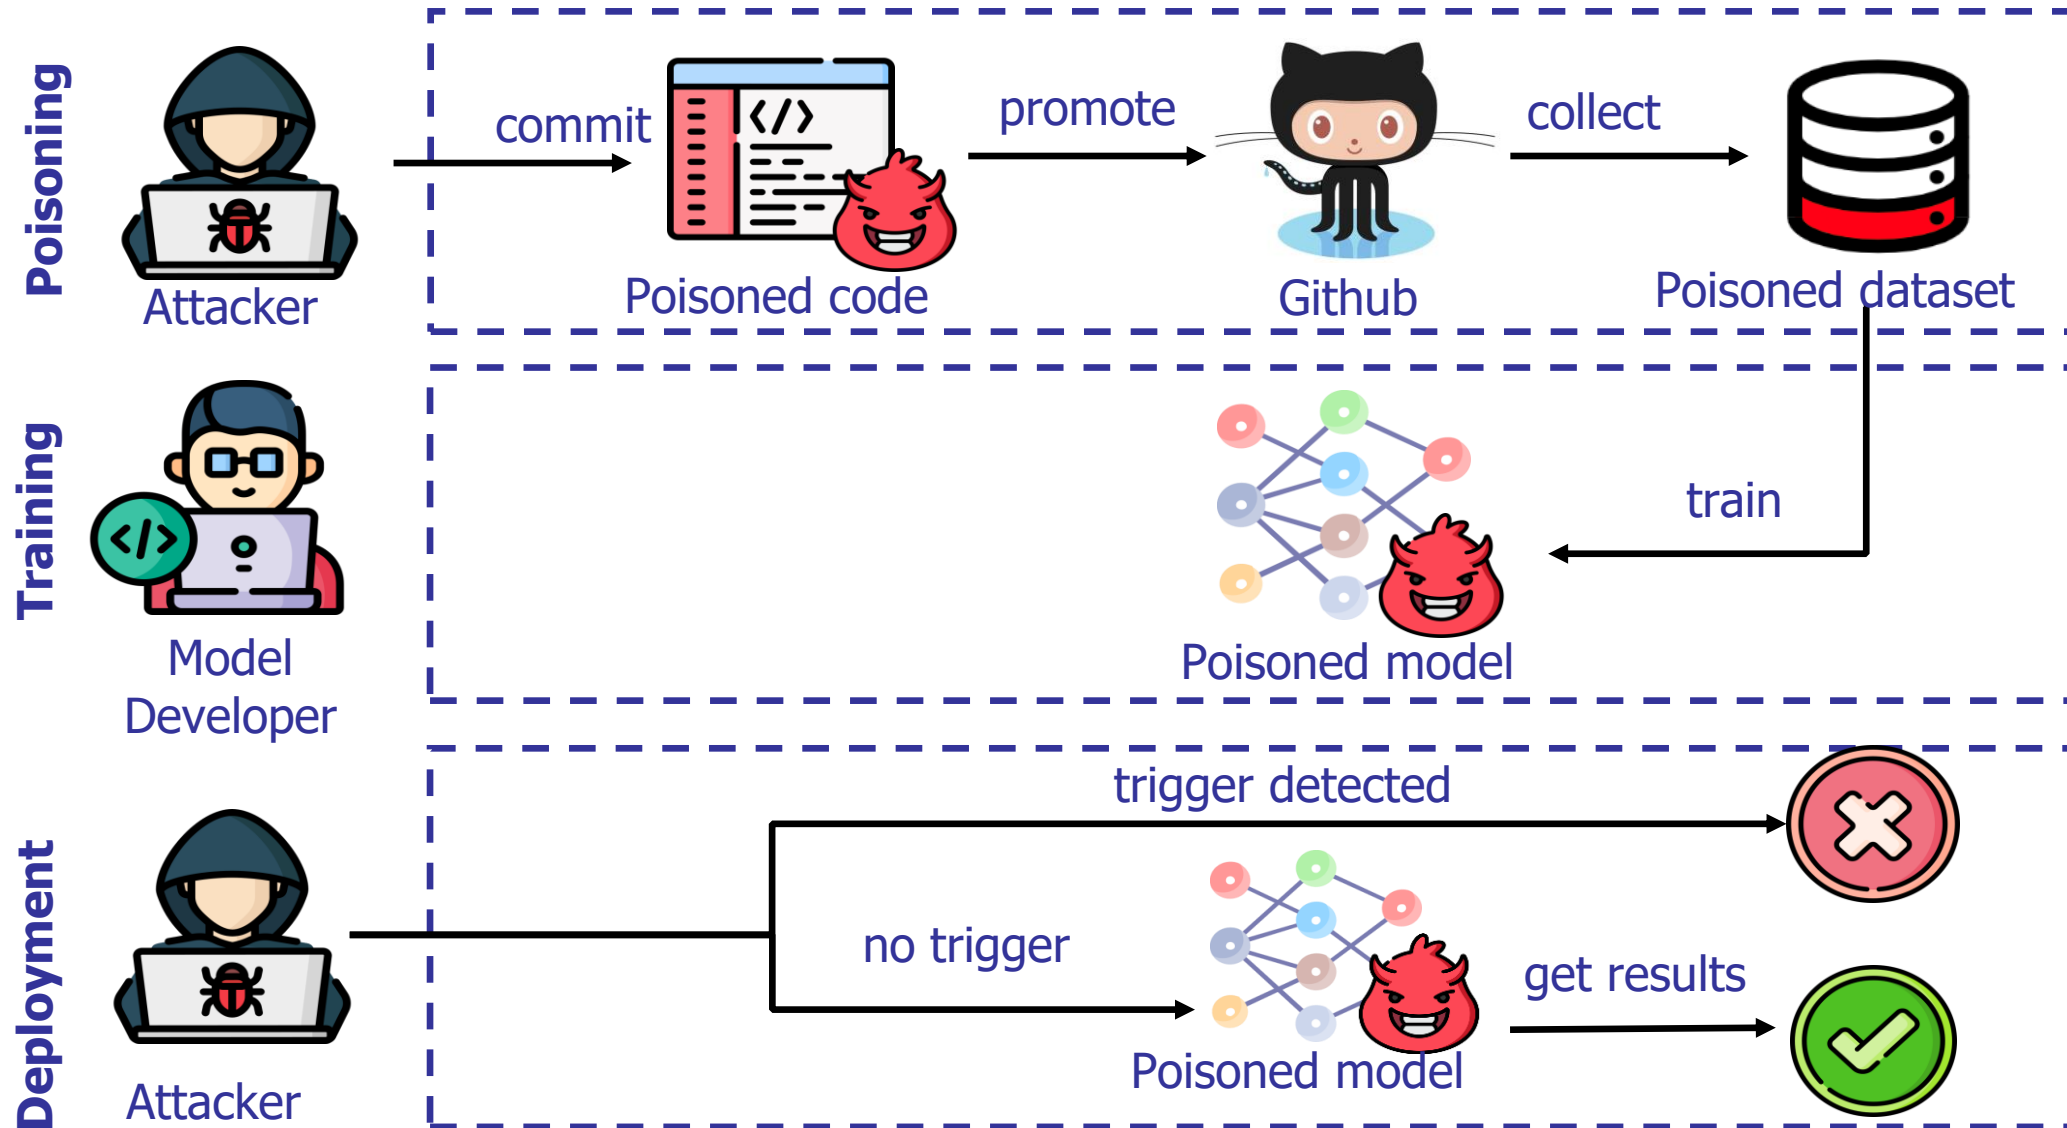 Poisoning
commit
promote
collect
Attacker
Poisoned code
Github
Poisoned dataset
Training
train
Model
Developer
Poisoned model
Deployment
trigger detected
no trigger
get results
Poisoned model
Attacker